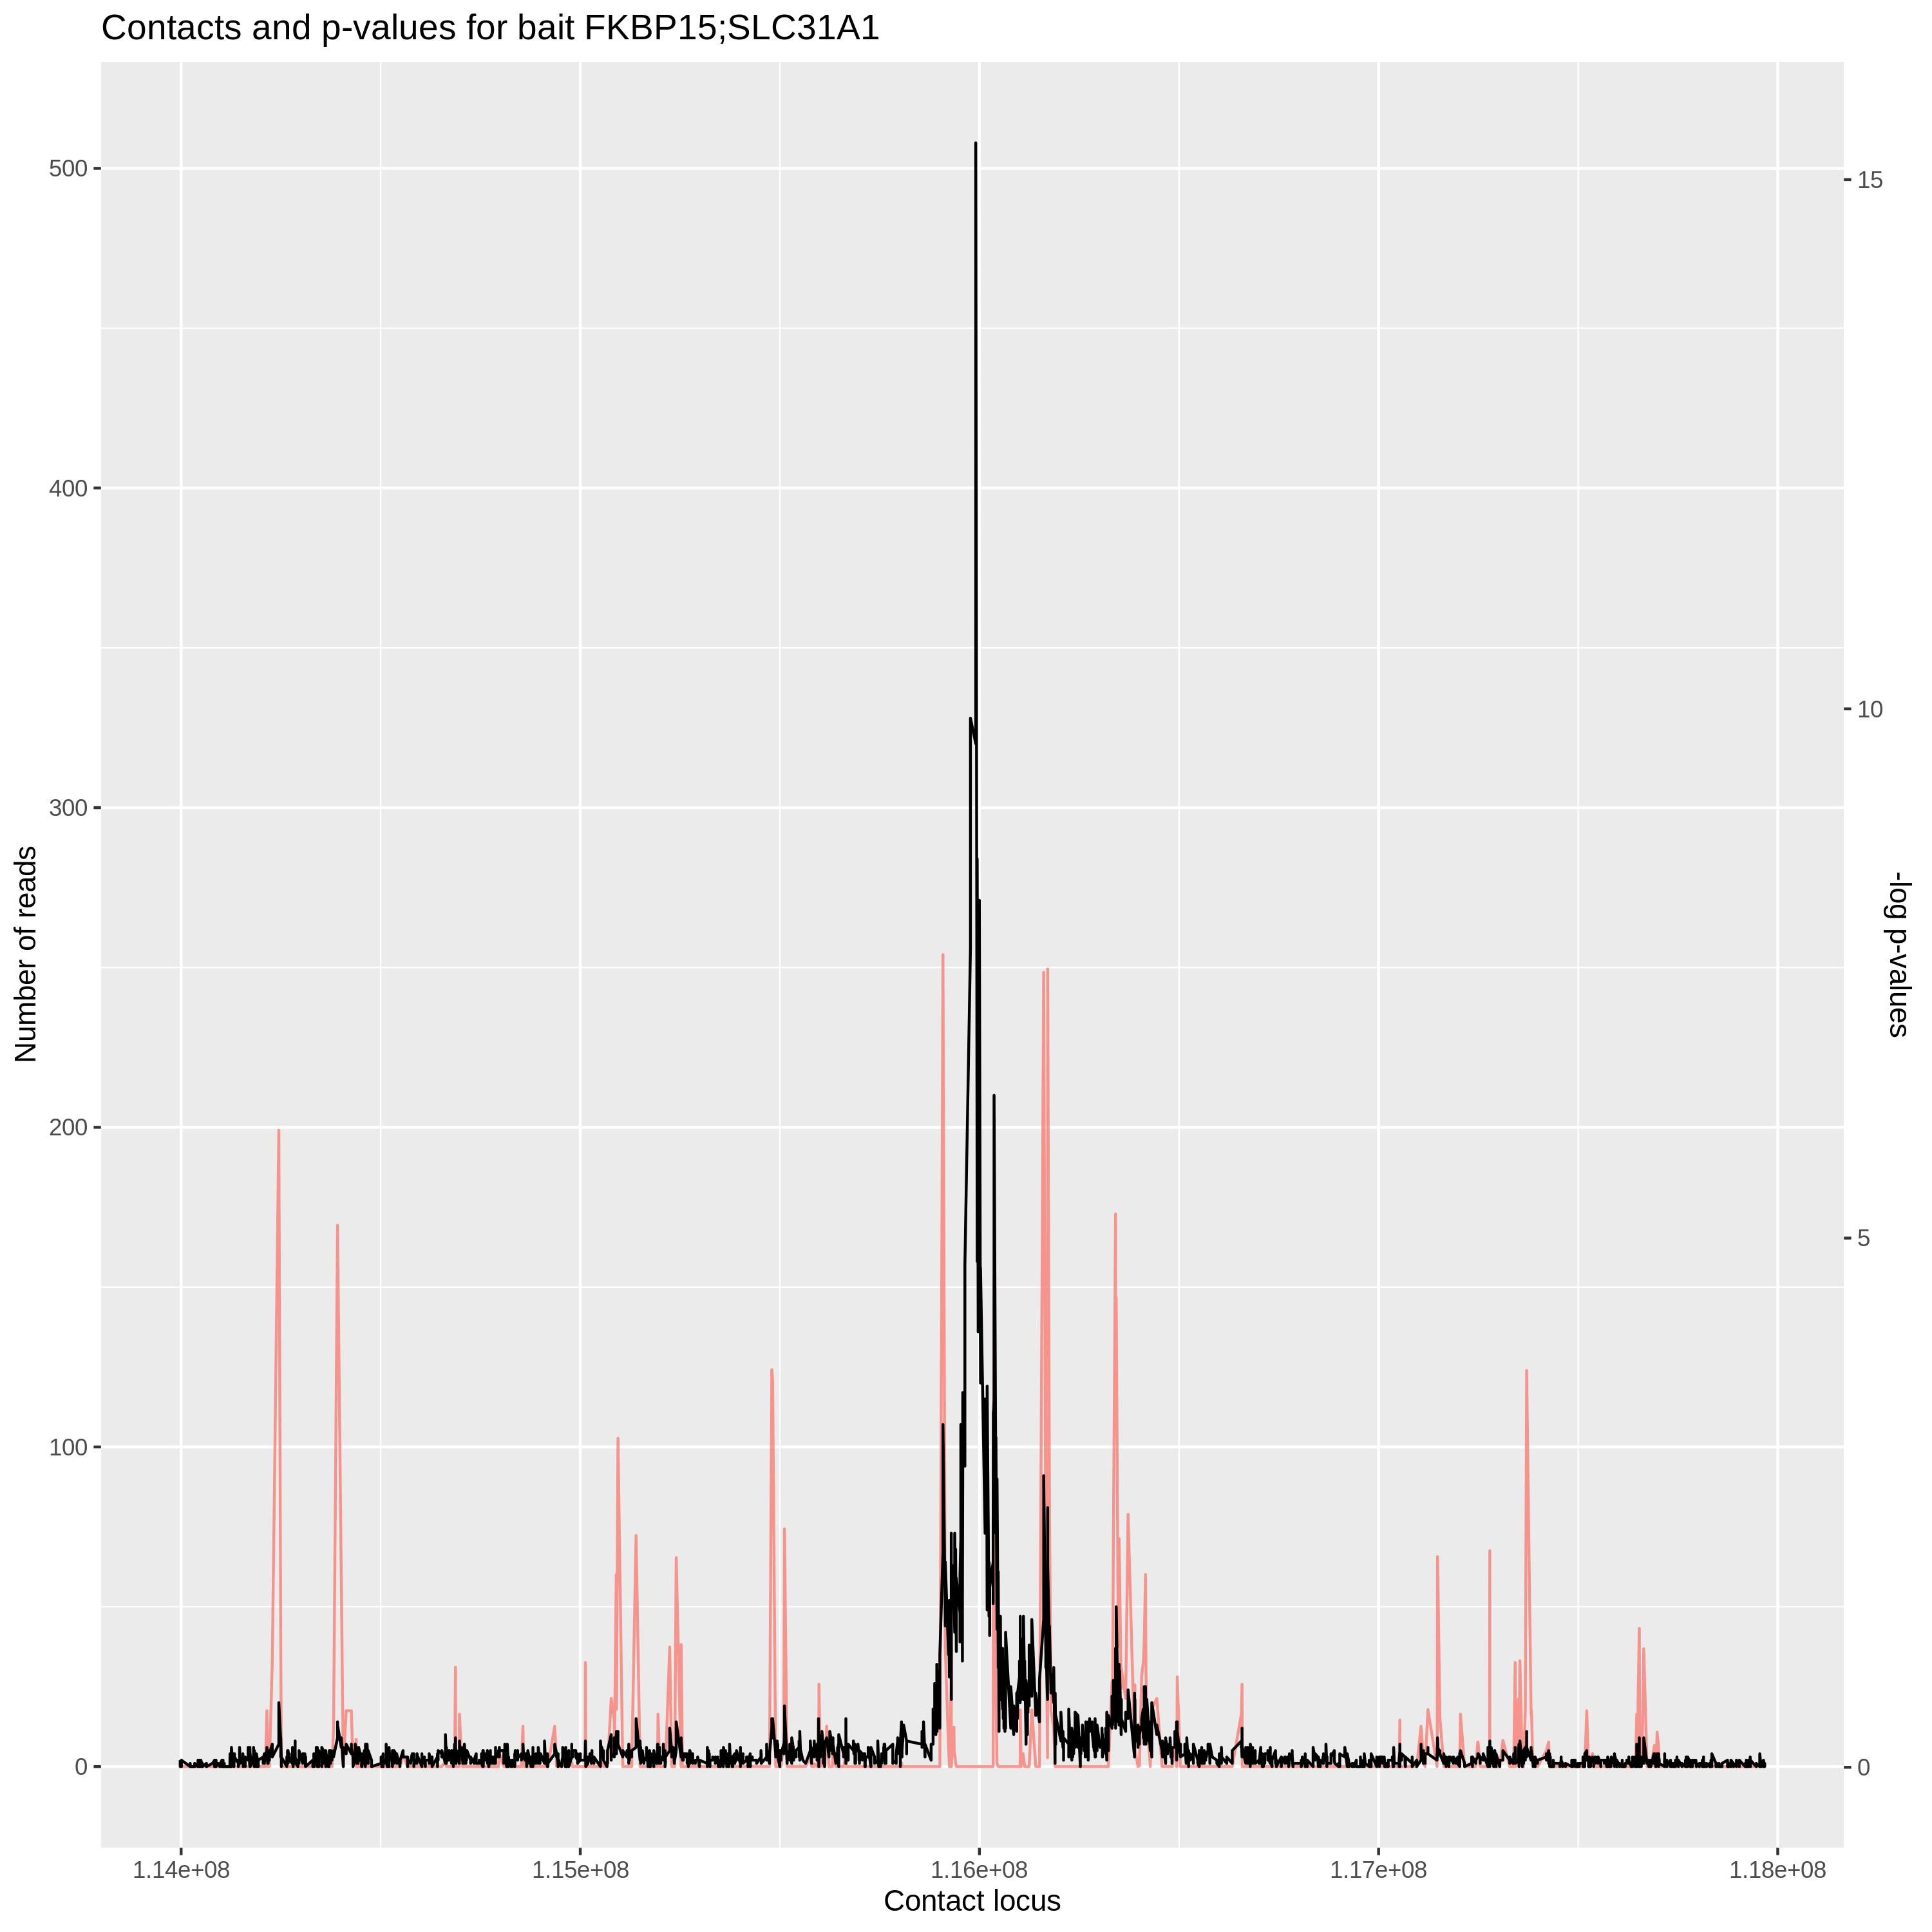 Contacts and p-values for bait FKBP15;SLC31A1
Number of reads
500
400
300
200
100
0
15
10
5
0
-log p-values
1.14e+08 1.15e+08 1.16e+08 1.17e+08 1.18e+08
Contact locus